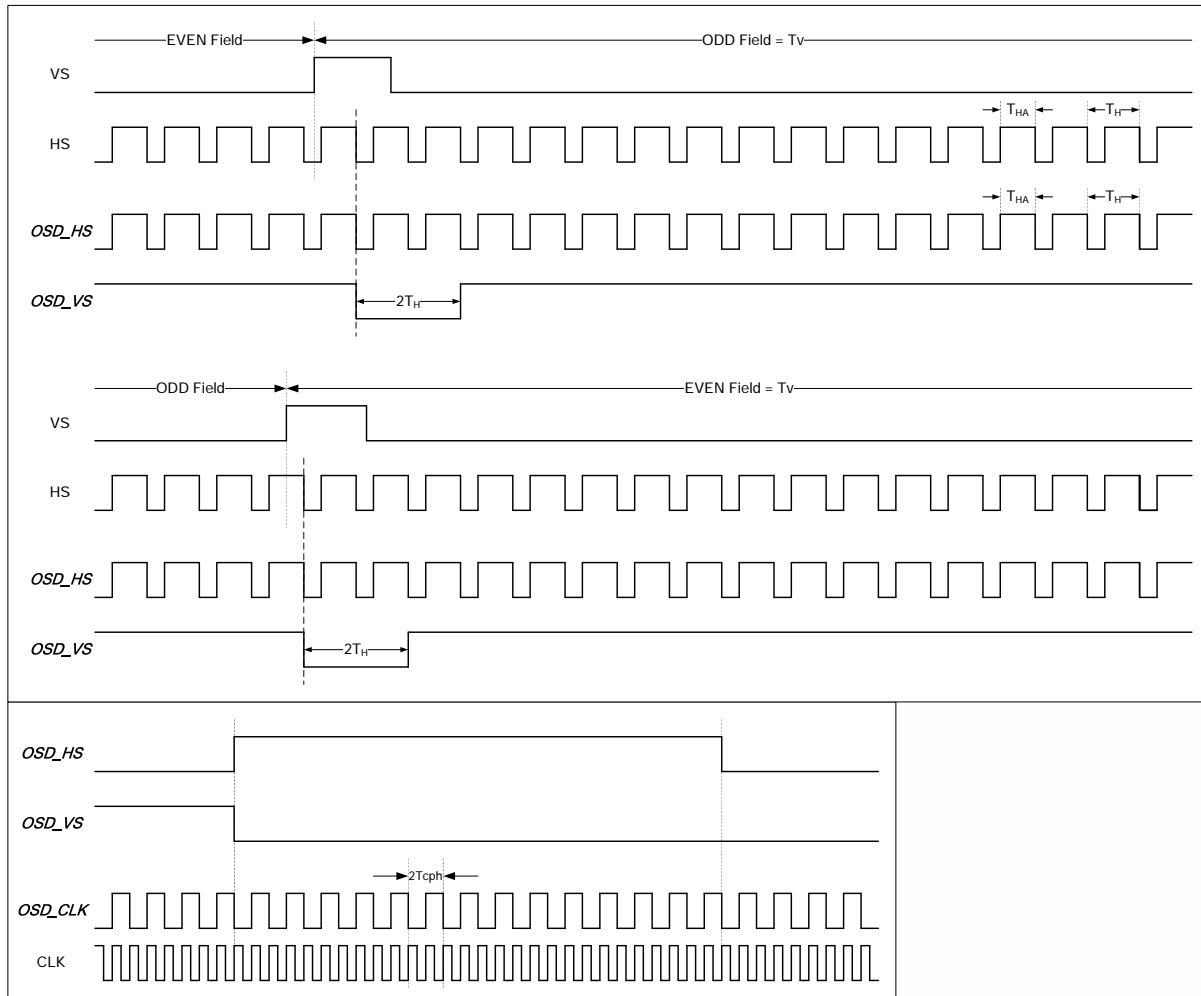 EVEN Field ODD Field = Tv
VS
THA TH
HS
THA TH
OSD_HS
2TH
OSD_VS
ODD Field EVEN Field = Tv
VS
HS
OSD_HS
2TH
OSD_VS
OSD_HS
OSD_VS
2Tcph
OSD_CLK
CLK